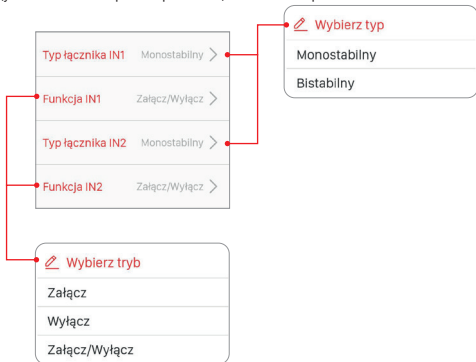 Wybierz typ
Monostabilny
Bistabilny
Typ łącznika IN1 Monostabilny
Funkcja IN1 Załącz/Wyłącz
Typ łącznika IN2 Monostabilny
Funkcja IN2 Załącz/Wyłącz
Wybierz tryb
Załącz
Wyłącz
Załącz/Wyłącz